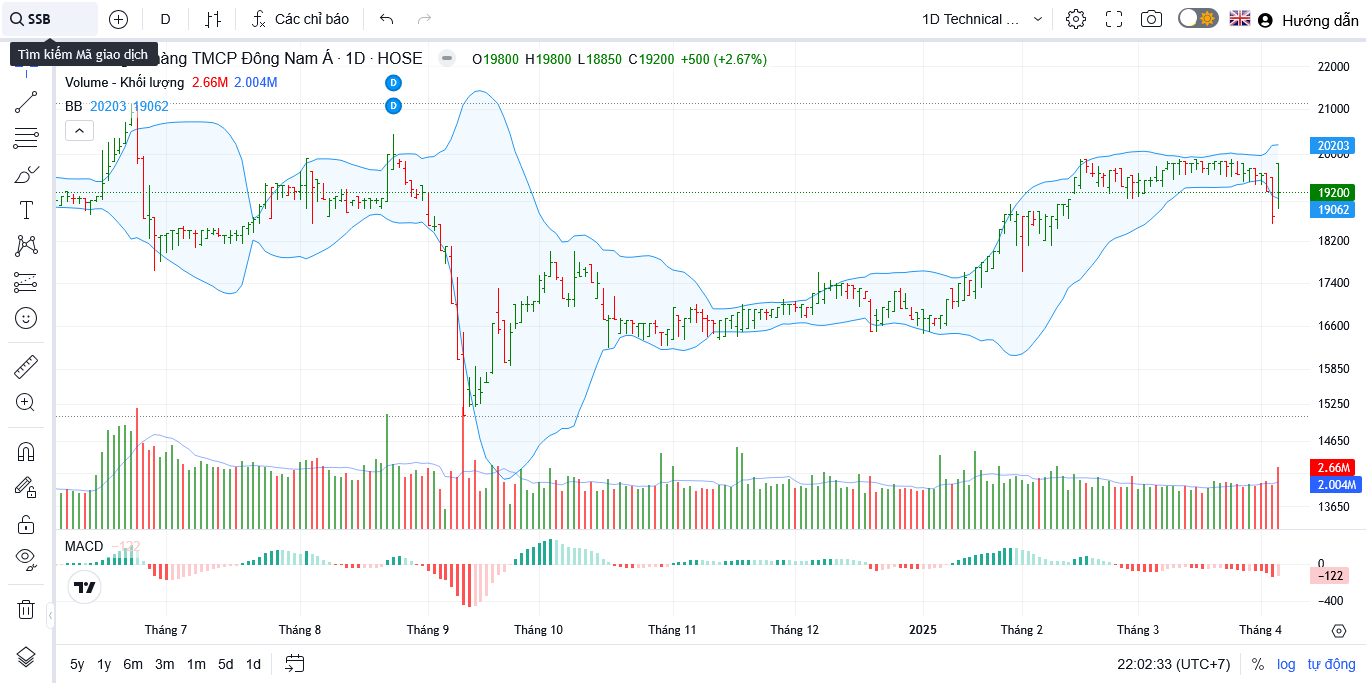 SSB D Các chỉ báo 1D Technical ... Hướng dẫn
Tìm kiếm Mã giao dịch
hàng TMCP Đông Nam Á · 1D · HOSE O19800 H19800 L18850 C19200 +500 (+2.67%)
Volume - Khối lượng 2.66M 2.004M
BB 20203 19062
D
D
22000
21000
20203
20000
19200
19062
18200
17400
16600
15850
15250
14650
2.66M
2.004M
13650
MACD −122
0
−122
−400
Tháng 7 Tháng 8 Tháng 9 Tháng 10 Tháng 11 Tháng 12 2025 Tháng 2 Tháng 3 Tháng 4
5y 1y 6m 3m 1m 5d 1d 22:02:33 (UTC+7) % log tự động